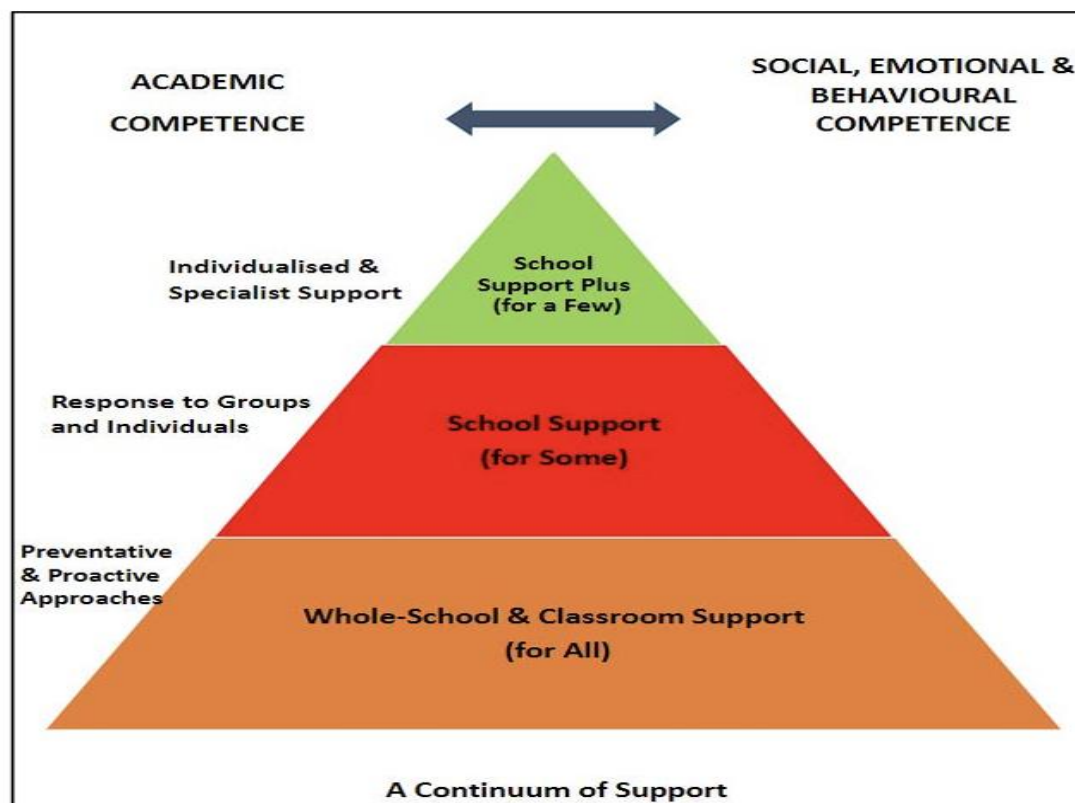 ACADEMIC
COMPETENCE
SOCIAL, EMOTIONAL &
BEHAVIOURAL
COMPETENCE
Individualised &
Specialist Support
School
Support Plus
(for a Few)
Response to Groups
and Individuals
School Support
(for Some)
Preventative
& Proactive
Approaches
Whole-School & Classroom Support
(for All)
A Continuum of Support